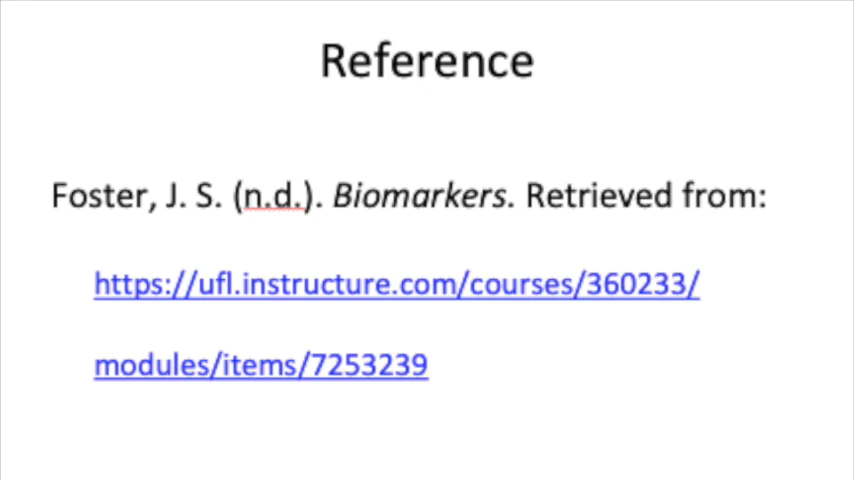 Reference
Foster, J. S. (n.d.). Biomarkers. Retrieved from:
https://ufl.instructure.com/courses/360233/
modules/items/7253239